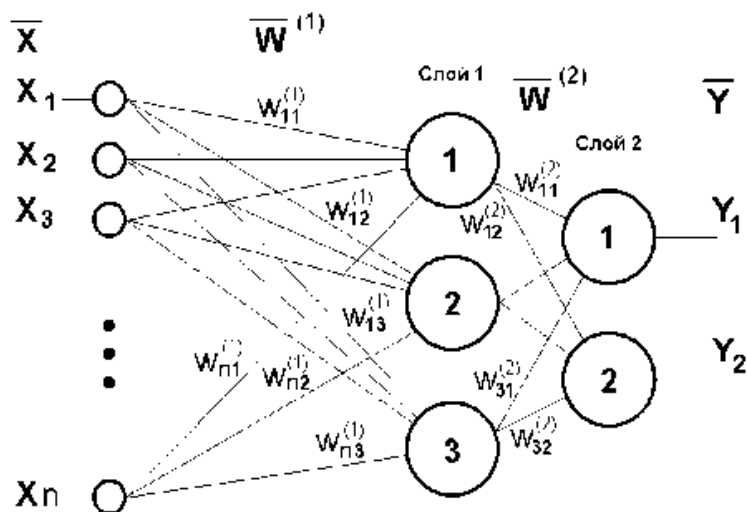 X W(1) Слой 1 W(2) Y
X1 W11(1) Слой 2
X2 1 W11(2)
X3 W12(1) W12(2) 1 Y1
2
W13(1)
Wn1(1) Wn2(1) W31(2) 2 Y2
Wn3(1) 3 W32(2)
Xn